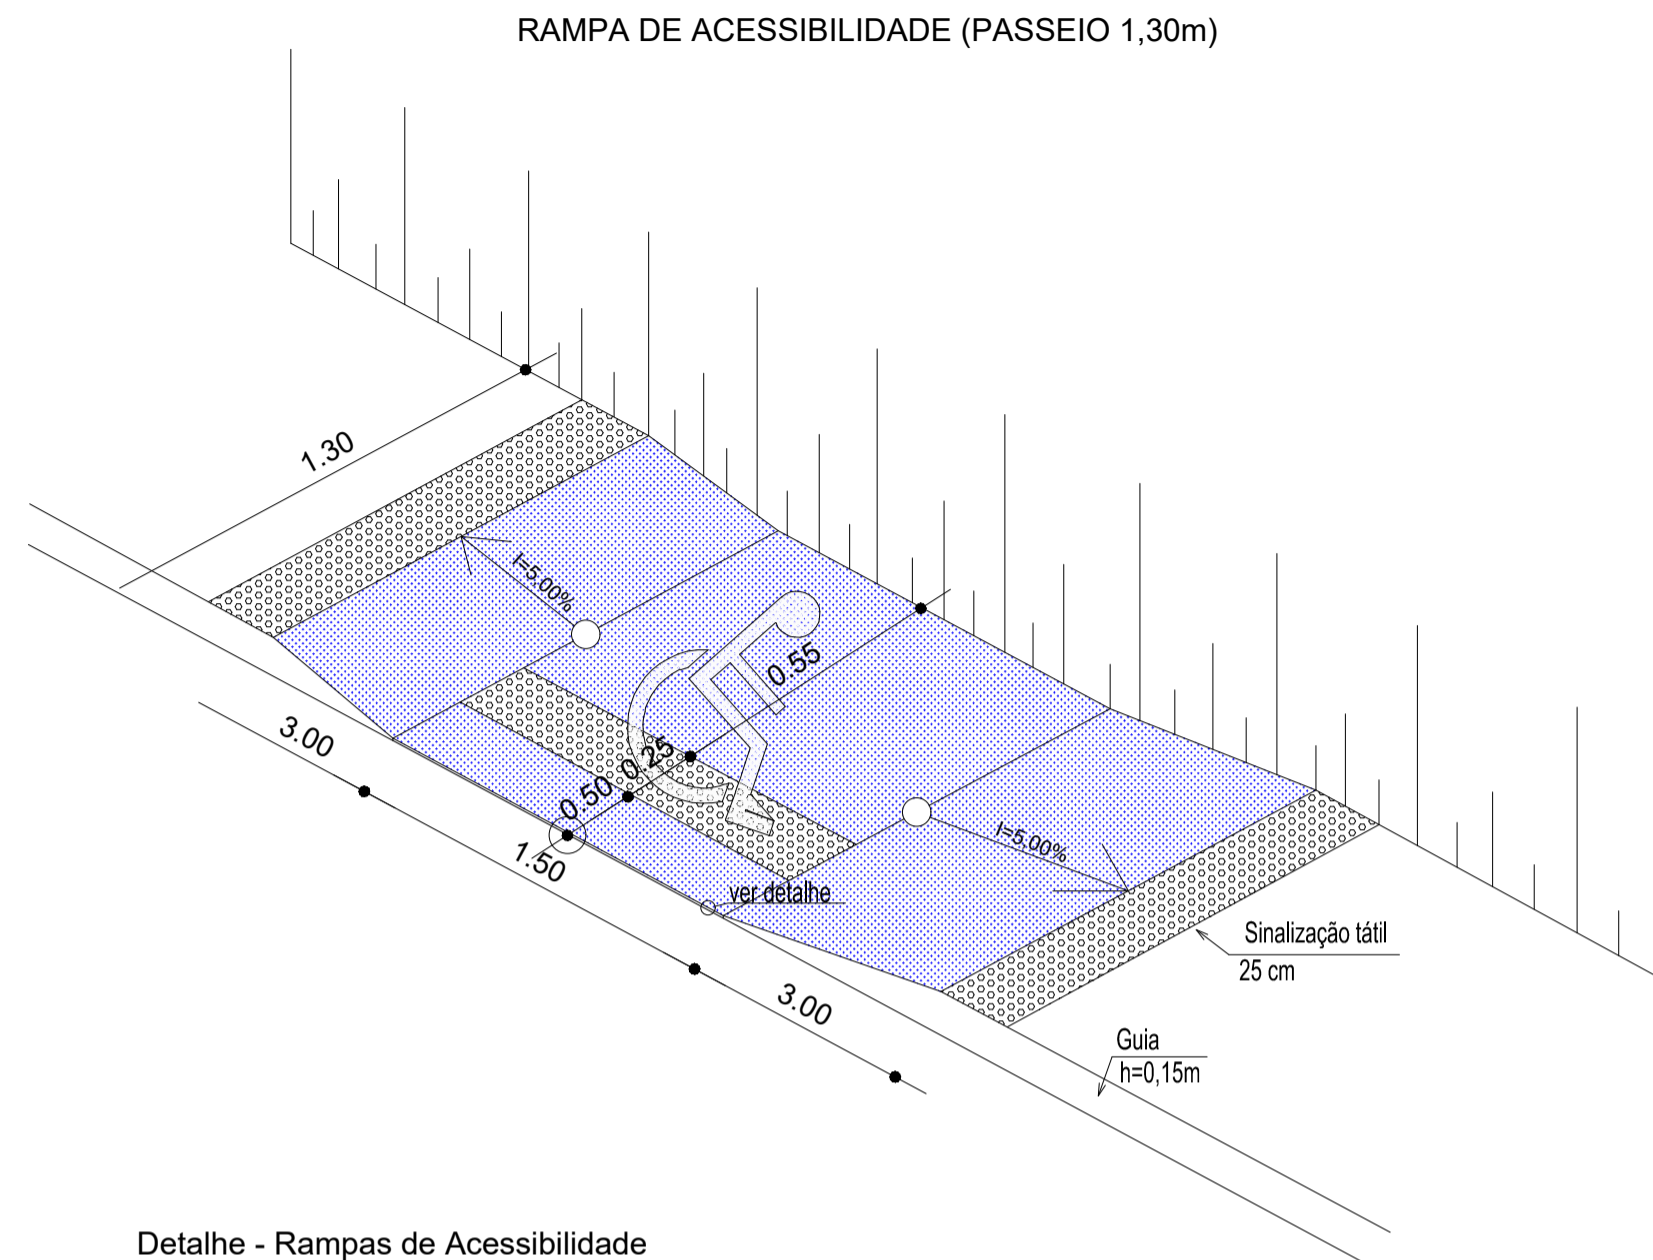 RAMPA DE ACESSIBILIDADE (PASSEIO 1,30m)
1.30
I=5,00%
0.55
0.25
0.50
3.00
1.50
ver detalhe
I=5,00%
Sinalização tátil
25 cm
3.00
Guia
h=0,15m
Detalhe - Rampas de Acessibilidade